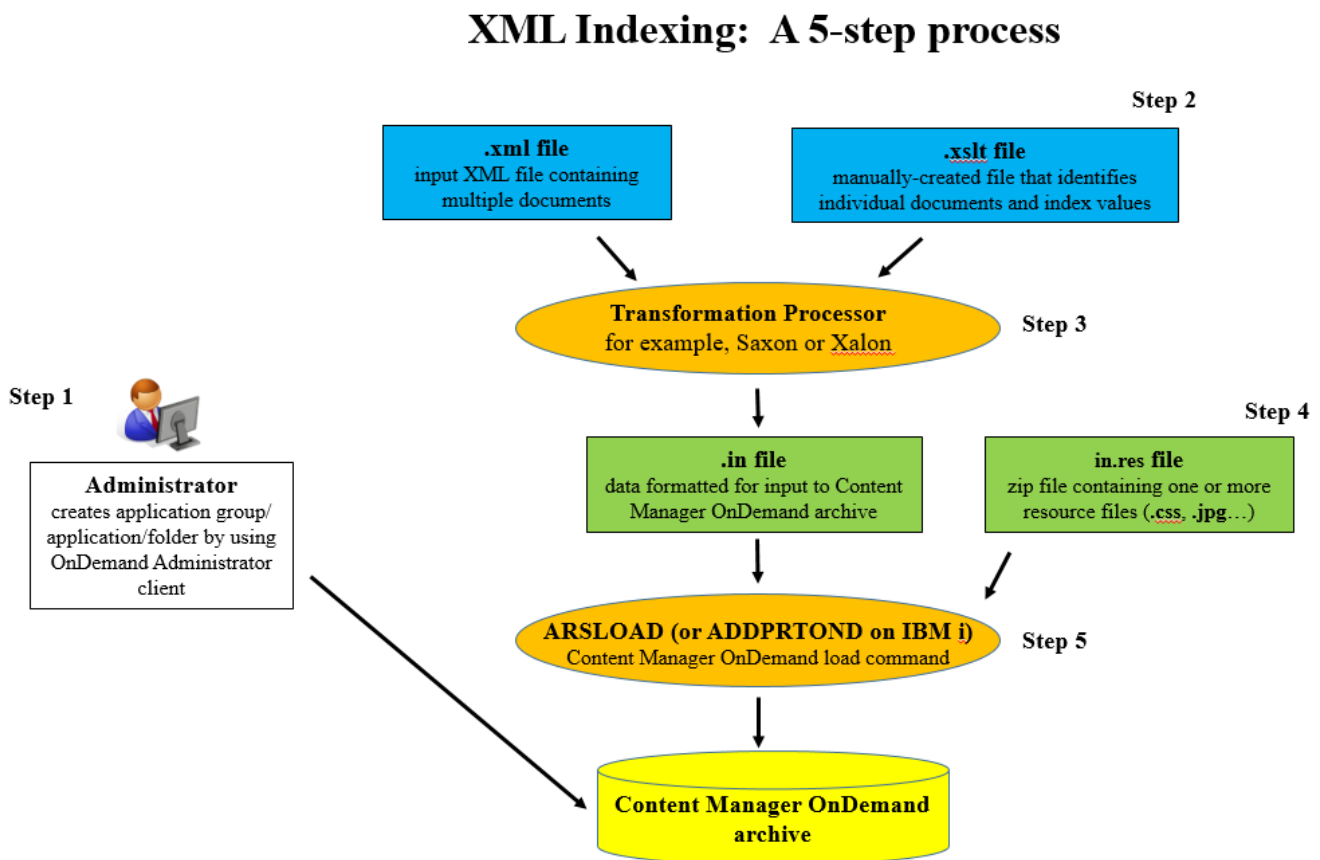 XML Indexing:  A 5-step process
Step 2
.xml file
input XML file containing
multiple documents
.xslt file
manually-created file that identifies
individual documents and index values
Transformation Processor
for example, Saxon or Xalon
Step 3
Step 1
Administrator
creates application group/
application/folder by using
OnDemand Administrator
client
Step 4
.in file
data formatted for input to Content
Manager OnDemand archive
in.res file
zip file containing one or more
resource files (.css, .jpg…)
ARSLOAD (or ADDPRTOND on IBM i)
Content Manager OnDemand load command
Step 5
Content Manager OnDemand
archive